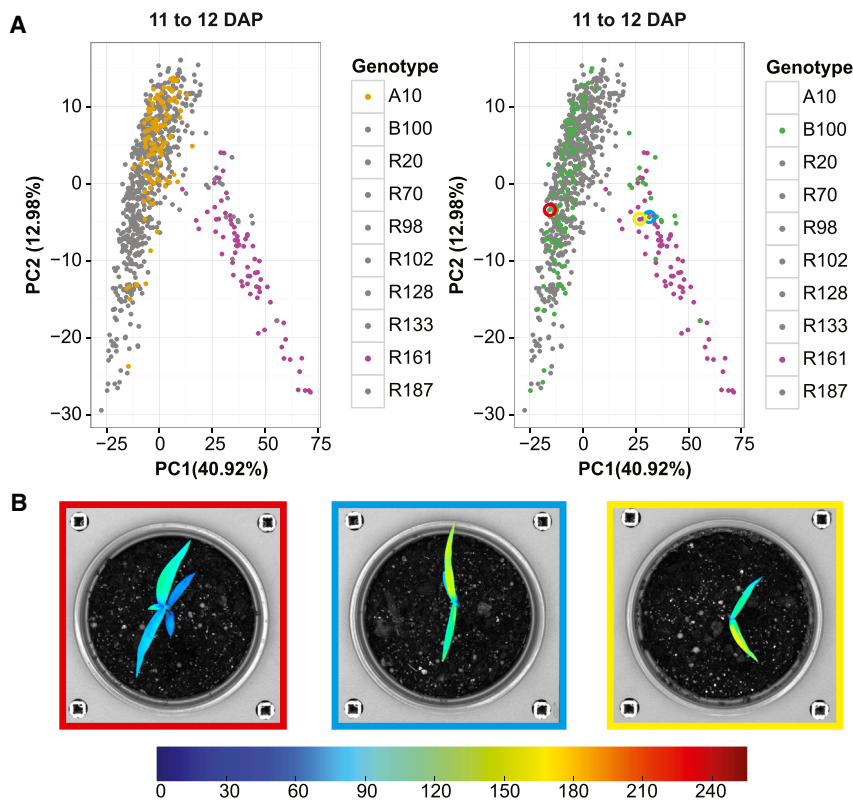 A
11 to 12 DAP
11 to 12 DAP
PC2 (12.98%)
10
0
−10
−20
−30
−25
0
25
50
75
PC1(40.92%)
Genotype
A10
B100
R20
R70
R98
R102
R128
R133
R161
R187
PC2 (12.98%)
10
0
−10
−20
−30
−25
0
25
50
75
PC1(40.92%)
Genotype
A10
B100
R20
R70
R98
R102
R128
R133
R161
R187
B
0 30 60 90 120 150 180 210 240